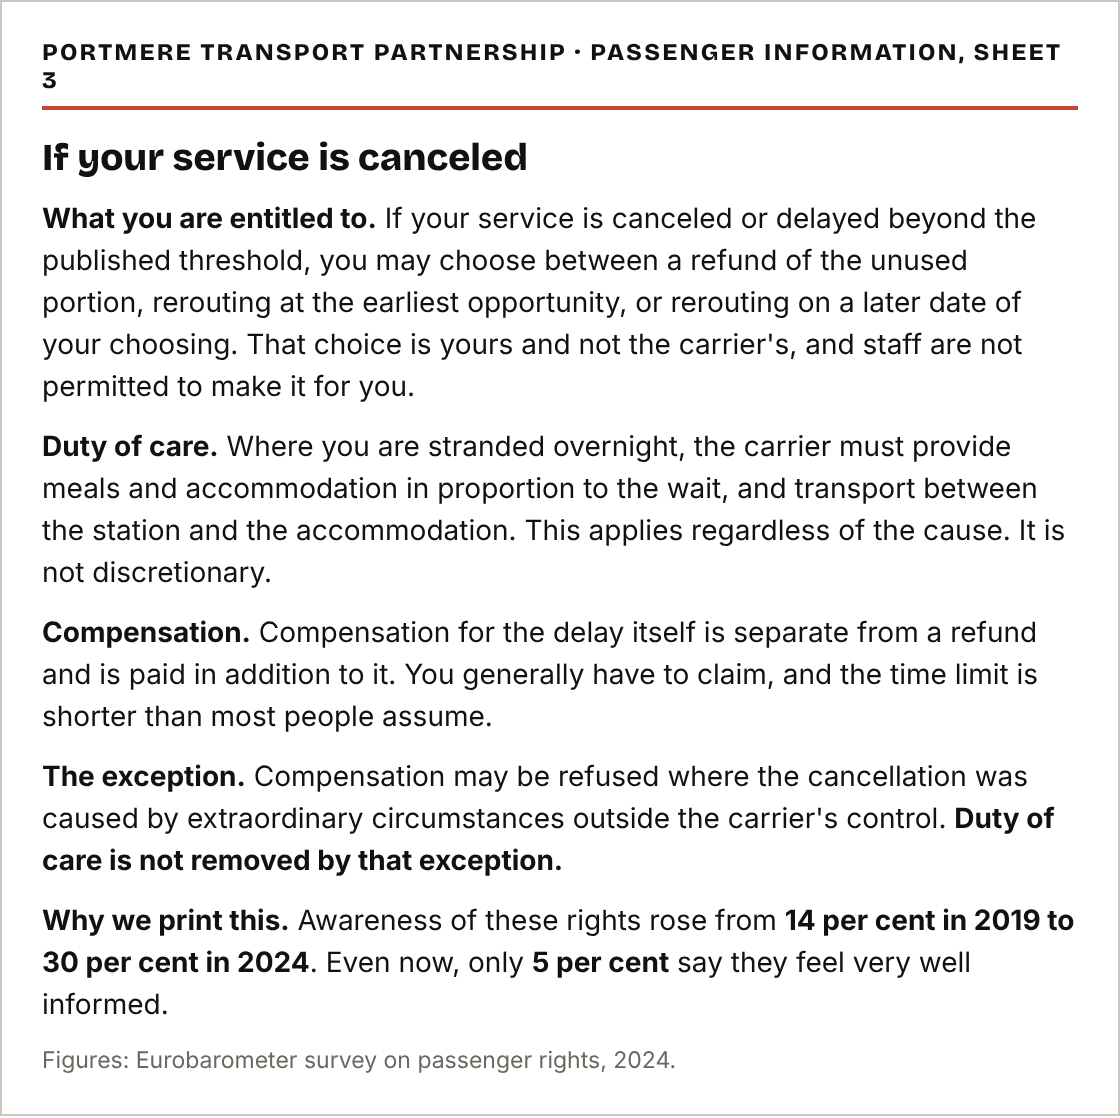 PORTMERE TRANSPORT PARTNERSHIP · PASSENGER INFORMATION, SHEET
3
If your service is canceled
What you are entitled to. If your service is canceled or delayed beyond the
published threshold, you may choose between a refund of the unused
portion, rerouting at the earliest opportunity, or rerouting on a later date of
your choosing. That choice is yours and not the carrier's, and staff are not
permitted to make it for you.
Duty of care. Where you are stranded overnight, the carrier must provide
meals and accommodation in proportion to the wait, and transport between
the station and the accommodation. This applies regardless of the cause. It is
not discretionary.
Compensation. Compensation for the delay itself is separate from a refund
and is paid in addition to it. You generally have to claim, and the time limit is
shorter than most people assume.
The exception. Compensation may be refused where the cancellation was
caused by extraordinary circumstances outside the carrier's control. Duty of
care is not removed by that exception.
Why we print this. Awareness of these rights rose from 14 per cent in 2019 to
30 per cent in 2024. Even now, only 5 per cent say they feel very well
informed.
Figures: Eurobarometer survey on passenger rights, 2024.